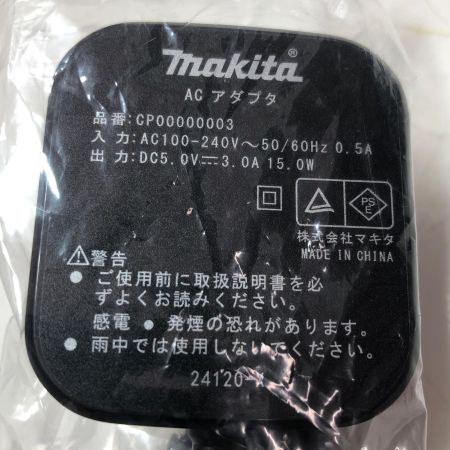 makita®
AC アダプタ
品番:CP00000003
入力:AC100-240V～50/60Hz 0.5A
出力:DC5.0V⎓3.0A 15.0W
PS
E
株式会社マキタ
MADE IN CHINA
⚠警告
● ご使用前に取扱説明書を必
ずよくお読みください。
感電 ● 発煙の恐れがあります。
● 雨中では使用しないでください。
24120-